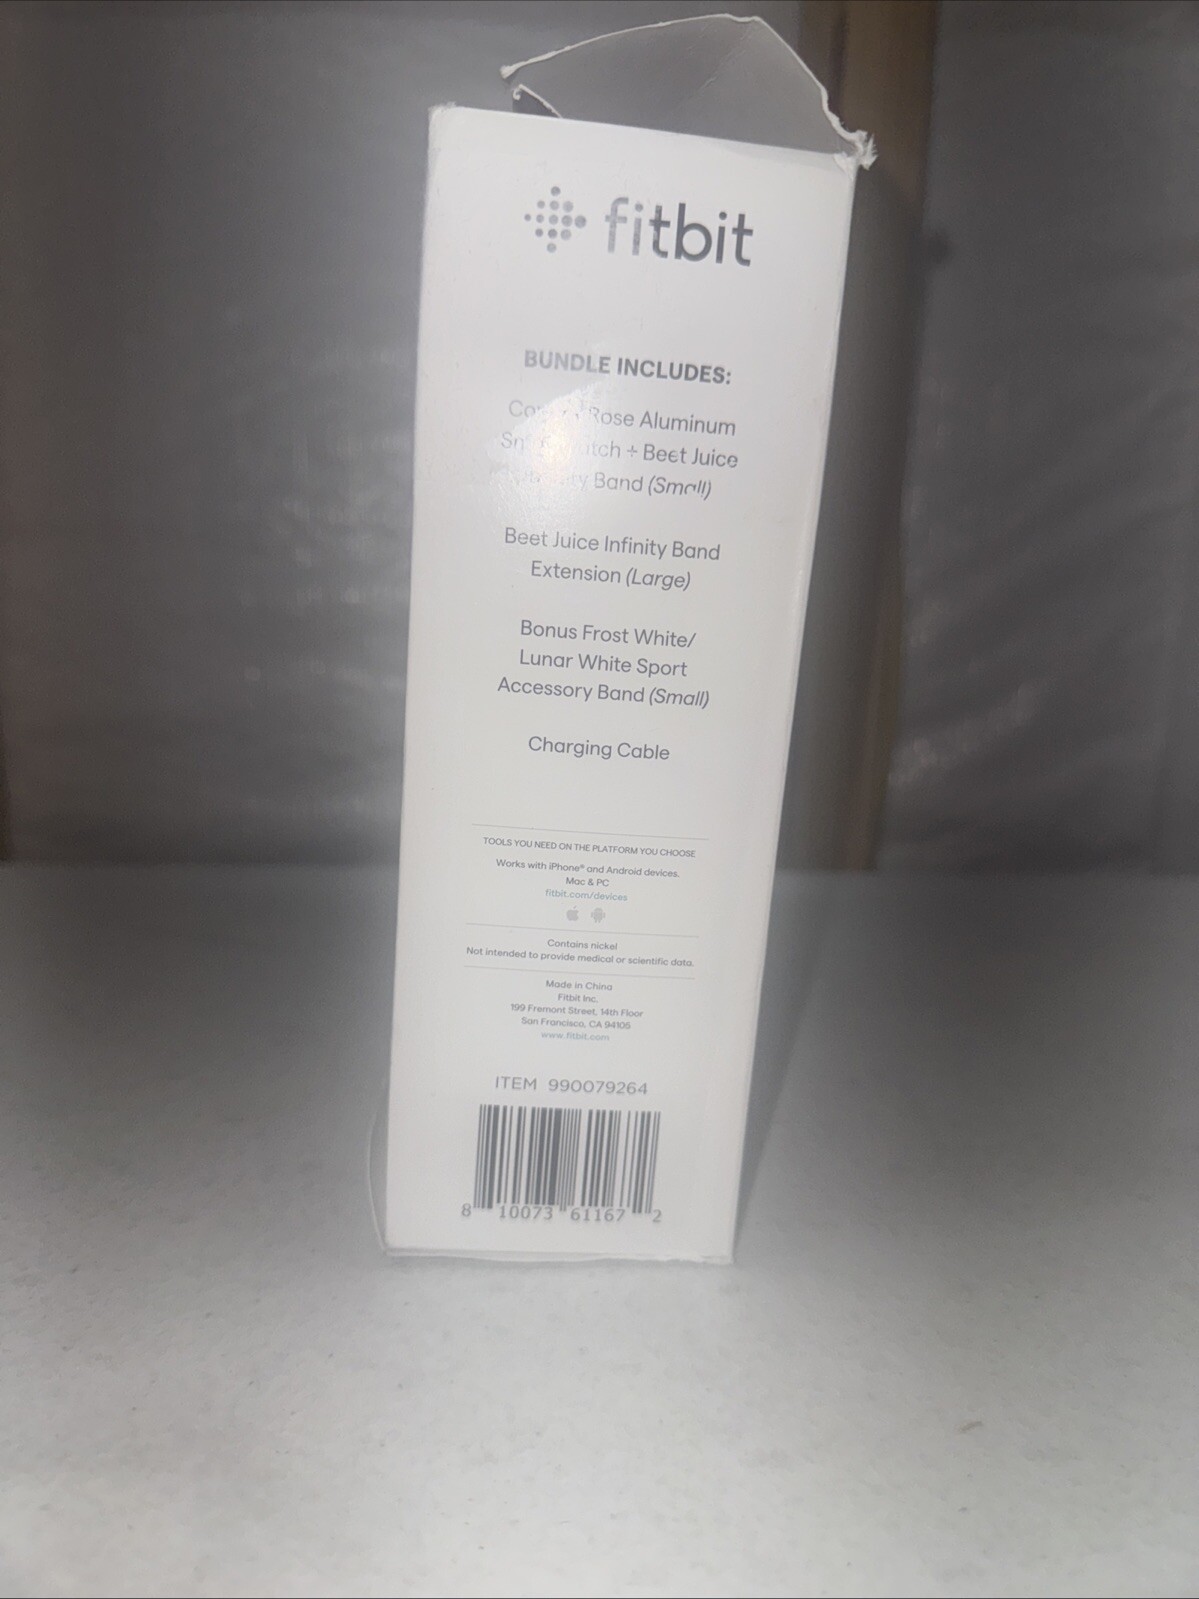 fitbit
BUNDLE INCLUDES:
Rose Aluminum
+ Beet Juice
Band (Small)
Beet Juice Infinity Band
Extension (Large)
Bonus Frost White/
Lunar White Sport
Accessory Band (Small)
Charging Cable
TOOLS YOU NEED ON THE PLATFORM YOU CHOOSE
Works with iPhone® and Android devices.
Mac & PC
fitbit.com/devices
Contains nickel
Not intended to provide medical or scientific data.
Made in China
Fitbit Inc.
199 Fremont Street, 14th Floor
San Francisco, CA 94105
www.fitbit.com
ITEM 990079264
8 10073 61167 2